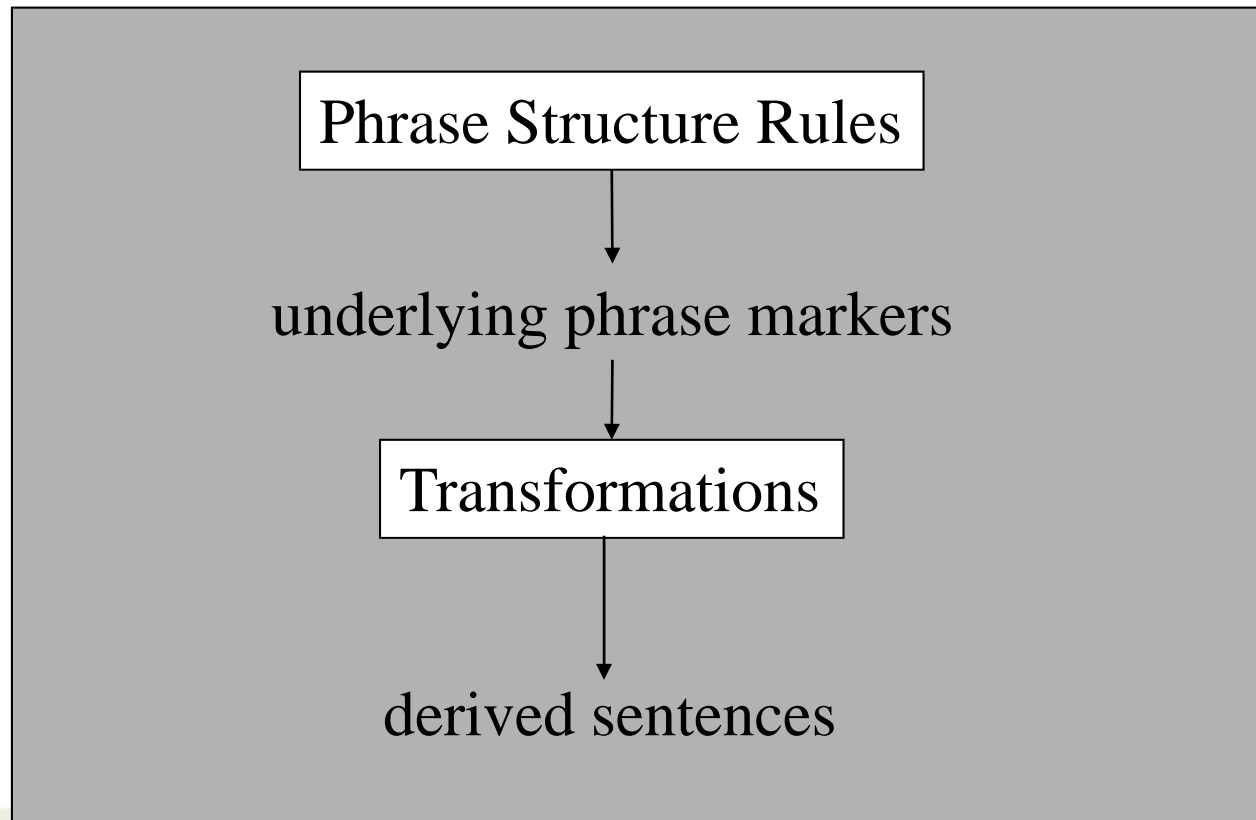 Phrase Structure Rules
underlying phrase markers
Transformations
derived sentences